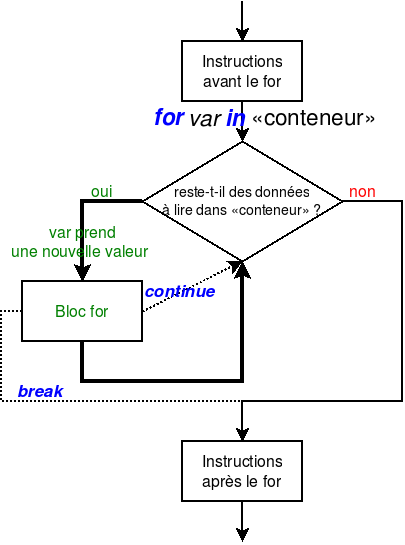 Instructions
avant le for
for var in «conteneur»
reste-t-il des données
à lire dans «conteneur» ?
oui
non
var prend
une nouvelle valeur
continue
Bloc for
break
Instructions
après le for